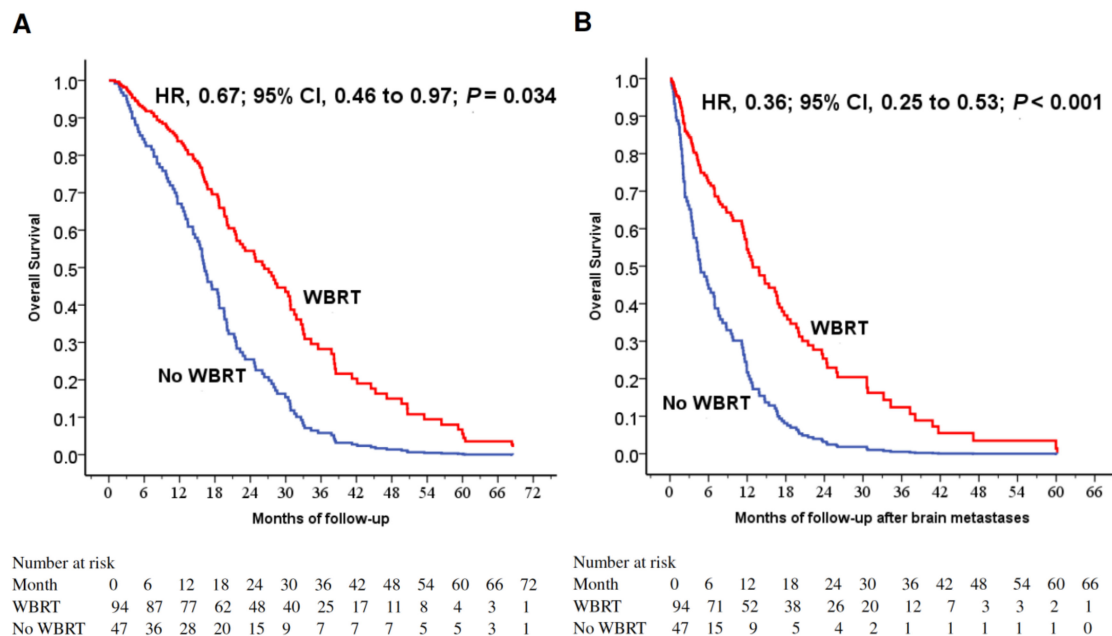 A
HR, 0.67; 95% CI, 0.46 to 0.97; P = 0.034
Overall Survival
1.0
0.9
0.8
0.7
0.6
0.5
0.4
0.3
0.2
0.1
0.0
WBRT
No WBRT
0 6 12 18 24 30 36 42 48 54 60 66 72
Months of follow-up
Number at risk
Month 0 6 12 18 24 30 36 42 48 54 60 66 72
WBRT 94 87 77 62 48 40 25 17 11 8 4 3 1
No WBRT 47 36 28 20 15 9 7 7 7 5 5 3 1
B
HR, 0.36; 95% CI, 0.25 to 0.53; P < 0.001
Overall Survival
1.0
0.9
0.8
0.7
0.6
0.5
0.4
0.3
0.2
0.1
0.0
WBRT
No WBRT
0 6 12 18 24 30 36 42 48 54 60 66
Months of follow-up after brain metastases
Number at risk
Month 0 6 12 18 24 30 36 42 48 54 60 66
WBRT 94 71 52 38 26 20 12 7 3 3 2 1
No WBRT 47 15 9 5 4 2 1 1 1 1 1 0